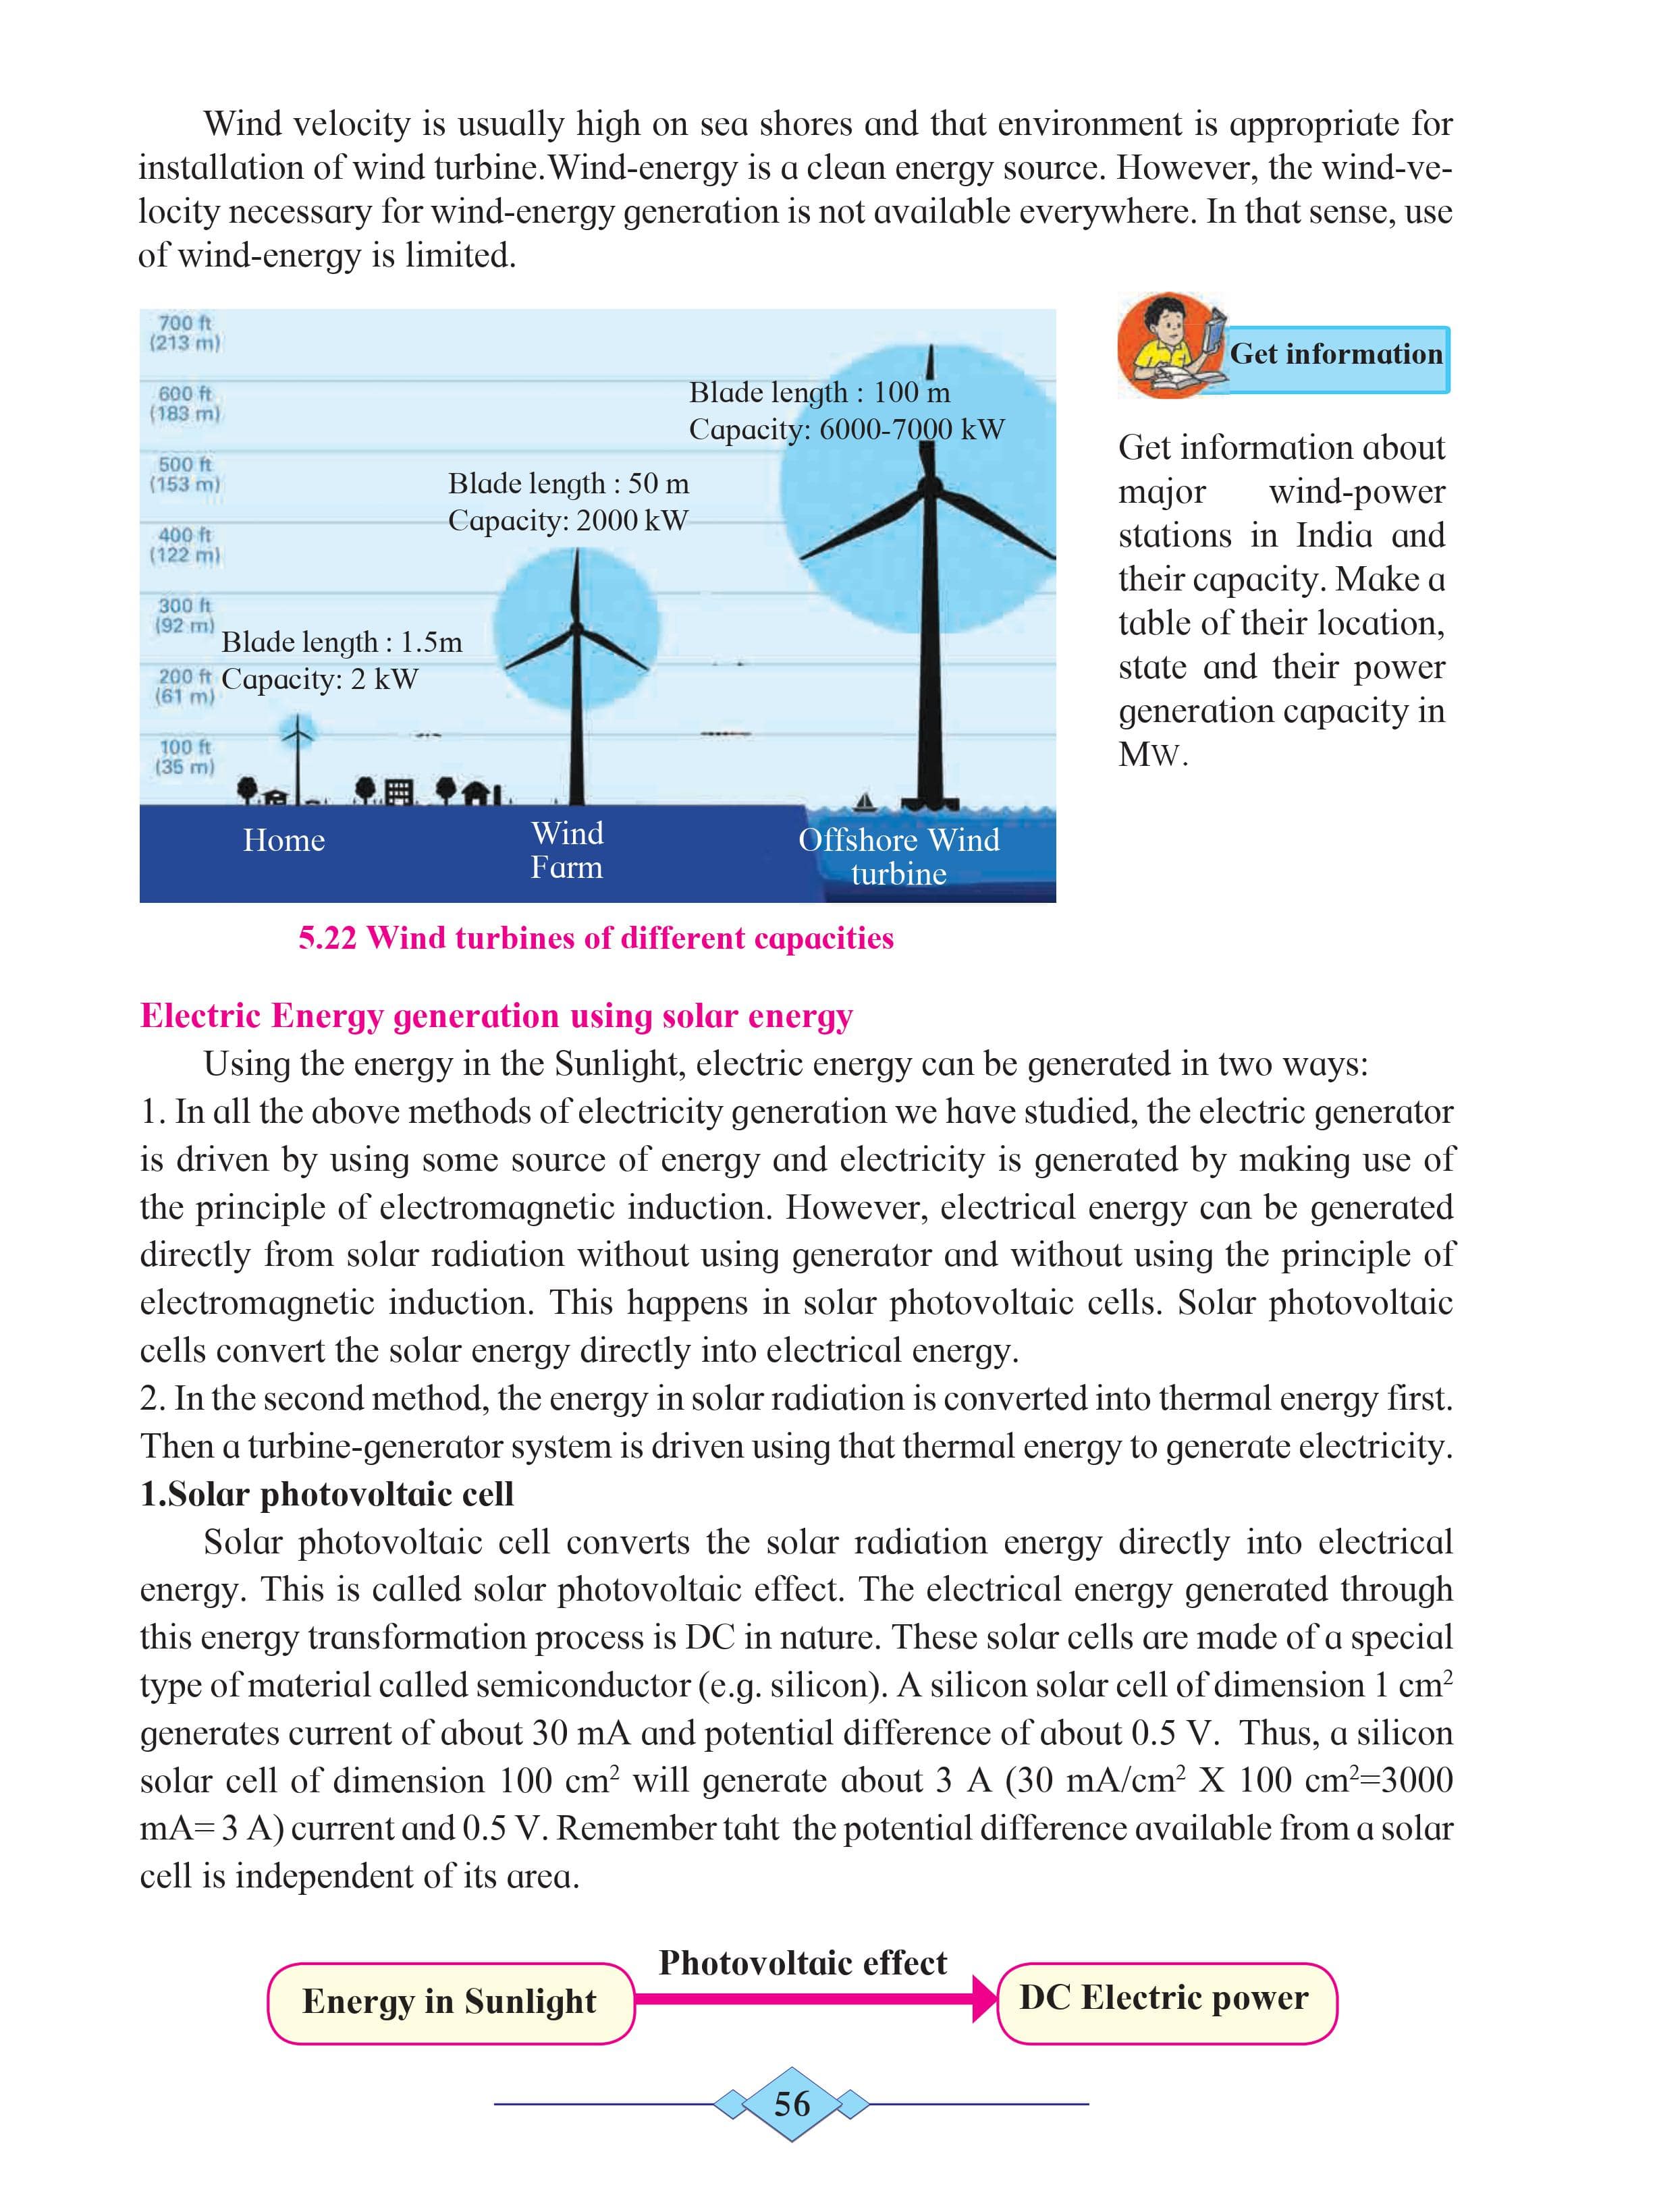 Wind velocity is usually high on sea shores and that environment is appropriate for
installation of wind turbine.Wind-energy is a clean energy source. However, the wind-ve-
locity necessary for wind-energy generation is not available everywhere. In that sense, use
of wind-energy is limited.
700 ft
(213 m)
600 ft
(183 m)
500 ft
(153 m)
400 ft
(122 m)
300 ft
(92 m)
200 ft
(61 m)
100 ft
(35 m)
Blade length : 1.5m
Capacity: 2 kW
Blade length : 50 m
Capacity: 2000 kW
Blade length : 100 m
Capacity: 6000-7000 kW
Home
Wind
Farm
Offshore Wind
turbine
5.22 Wind turbines of different capacities
Get information
Get information about
major wind-power
stations in India and
their capacity. Make a
table of their location,
state and their power
generation capacity in
MW.
Electric Energy generation using solar energy
Using the energy in the Sunlight, electric energy can be generated in two ways:
1. In all the above methods of electricity generation we have studied, the electric generator
is driven by using some source of energy and electricity is generated by making use of
the principle of electromagnetic induction. However, electrical energy can be generated
directly from solar radiation without using generator and without using the principle of
electromagnetic induction. This happens in solar photovoltaic cells. Solar photovoltaic
cells convert the solar energy directly into electrical energy.
2. In the second method, the energy in solar radiation is converted into thermal energy first.
Then a turbine-generator system is driven using that thermal energy to generate electricity.
1.Solar photovoltaic cell
Solar photovoltaic cell converts the solar radiation energy directly into electrical
energy. This is called solar photovoltaic effect. The electrical energy generated through
this energy transformation process is DC in nature. These solar cells are made of a special
type of material called semiconductor (e.g. silicon). A silicon solar cell of dimension 1 cm²
generates current of about 30 mA and potential difference of about 0.5 V. Thus, a silicon
solar cell of dimension 100 cm² will generate about 3 A (30 mA/cm² X 100 cm²=3000
mA= 3 A) current and 0.5 V. Remember taht the potential difference available from a solar
cell is independent of its area.
Energy in Sunlight
Photovoltaic effect
DC Electric power
56